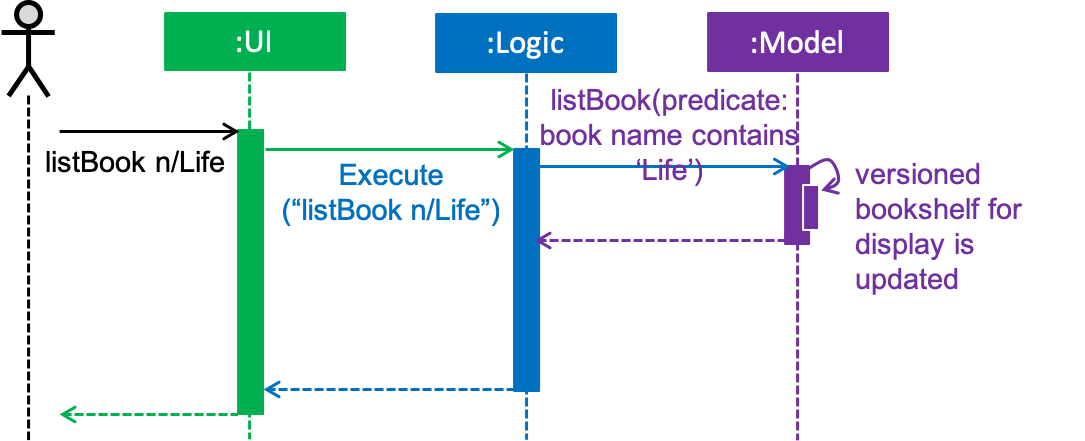 :UI
:Logic
:Model
listBook(predicate:
book name contains
‘Life’)
listBook n/Life
Execute
(“listBook n/Life”)
versioned
bookshelf for
display is
updated